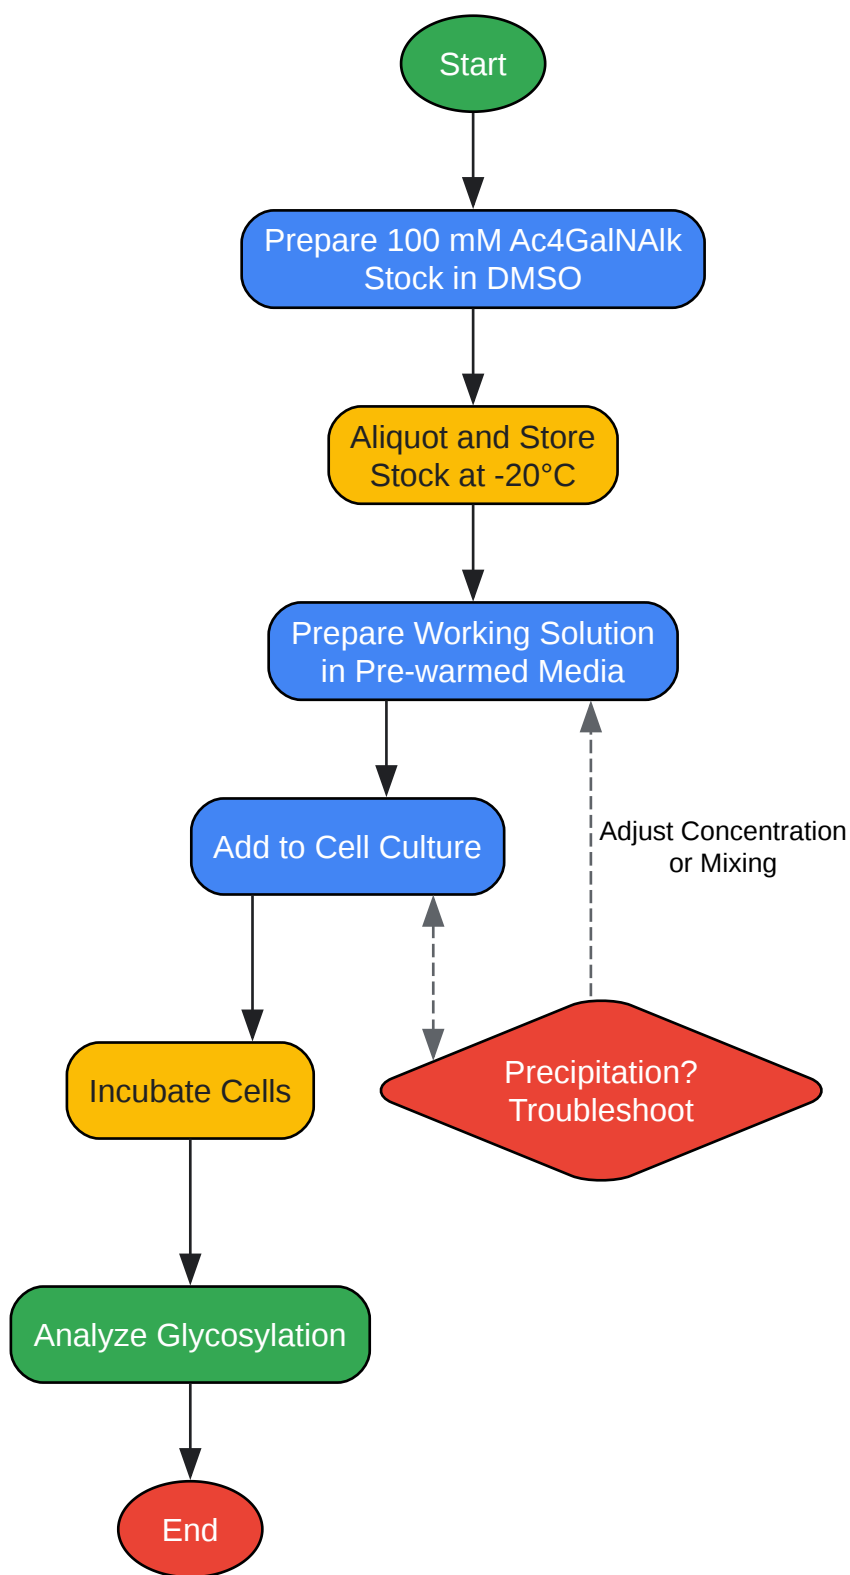 Start
Prepare 100 mM Ac4GalNAlk
Stock in DMSO
Aliquot and Store
Stock at -20°C
Prepare Working Solution
in Pre-warmed Media
Add to Cell Culture
Adjust Concentration
or Mixing
Incubate Cells
Precipitation?
Troubleshoot
Analyze Glycosylation
End